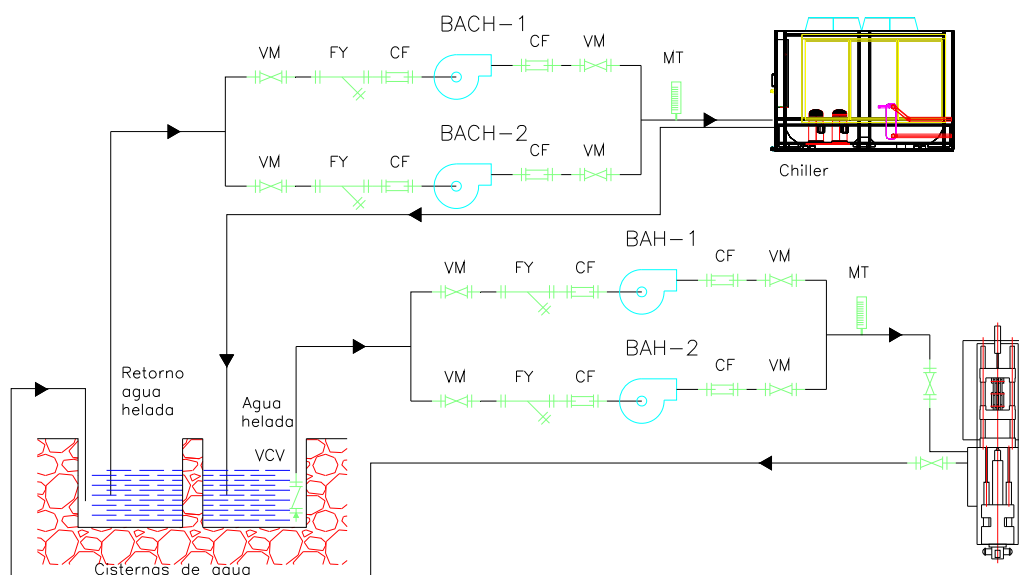 BACH-1
VM FY CF CF VM
MT
BACH-2
VM FY CF CF VM
Chiller
BAH-1
VM FY CF CF VM
MT
BAH-2
VM FY CF CF VM
Retorno
agua
helada
Agua
helada
VCV
Cisternas de agua